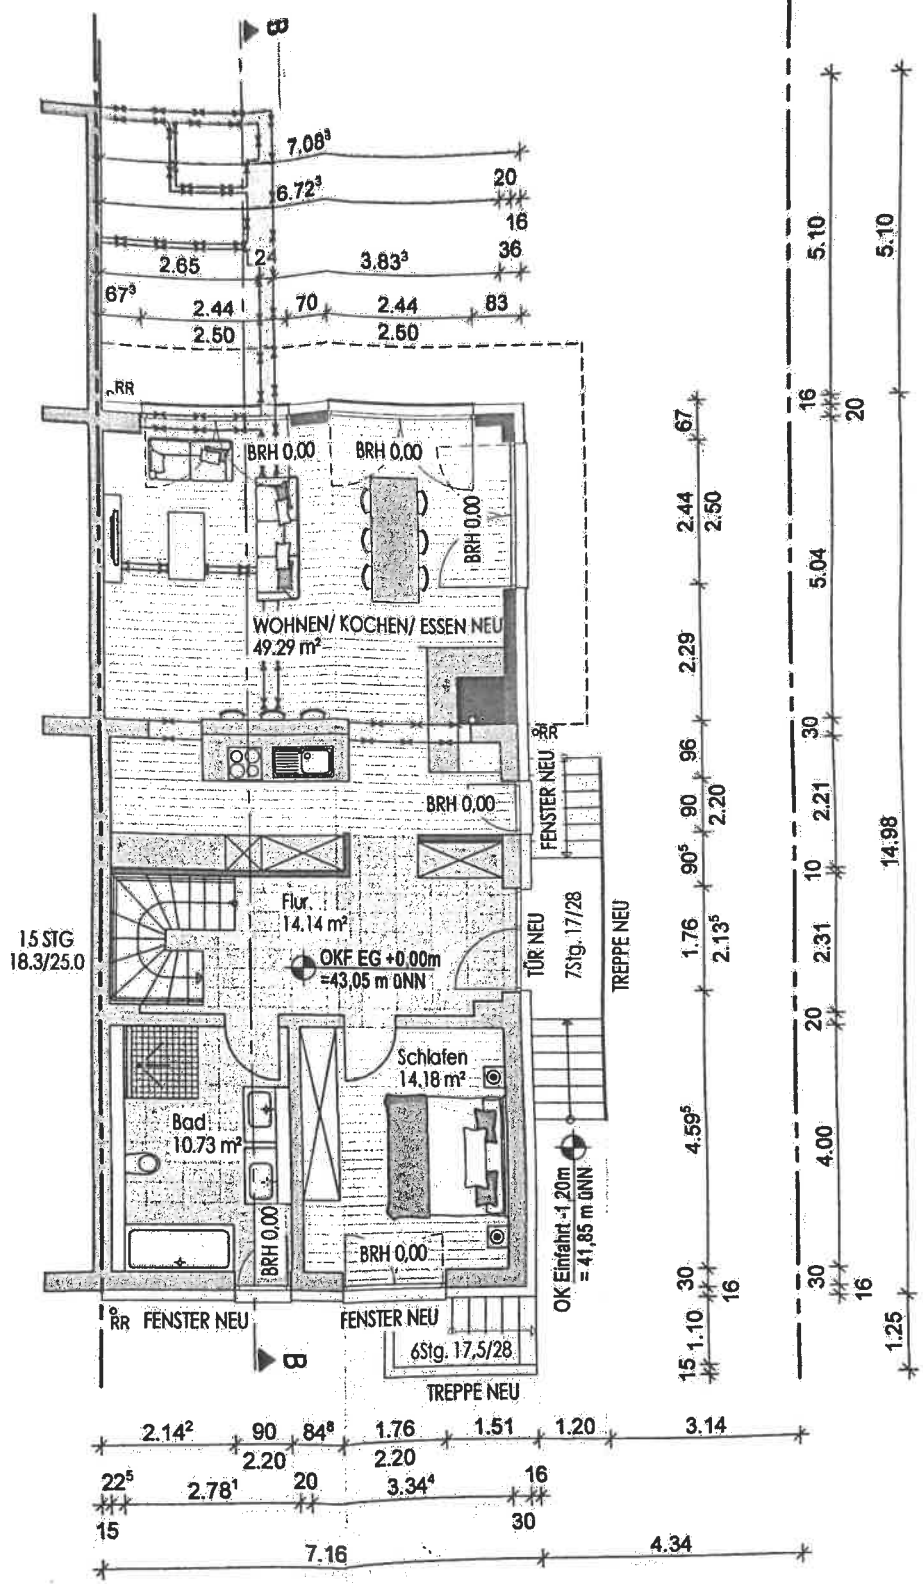 B
7,08³
6.72³
20
16
2.65
24
3.83³
36
67³
2.44
70
2.44
83
2.50
2.50
RR
BRH 0,00
BRH 0,00
BRH 0,00
WOHNEN/ KOCHEN/ ESSEN NEU
49.29 m²
RR
BRH 0,00
FENSTER NEU
15 STG
18.3/25.0
Flur.
14.14 m²
OKF EG +0,00m
=43,05 m üNN
TÜR NEU
7Stg. 17/28
TREPPE NEU
Schlafen
14,18 m²
Bad
10.73 m²
BRH 0,00
BRH 0,00
OK Einfahrt -1,20m
= 41,85 m üNN
RR
FENSTER NEU
FENSTER NEU
6Stg. 17,5/28
B
TREPPE NEU
67
2.44
2.50
2.29
96
90
2.20
90⁵
1.76
2.13⁵
4.59⁵
30
16
1.10
15
5.10
16
20
5.04
30
2.21
10
2.31
20
4.00
30
16
5.10
14.98
1.25
2.14²
90
84⁸
1.76
1.51
1.20
3.14
2.20
2.20
22⁵
2.78¹
20
3.34⁴
16
15
30
7.16
4.34